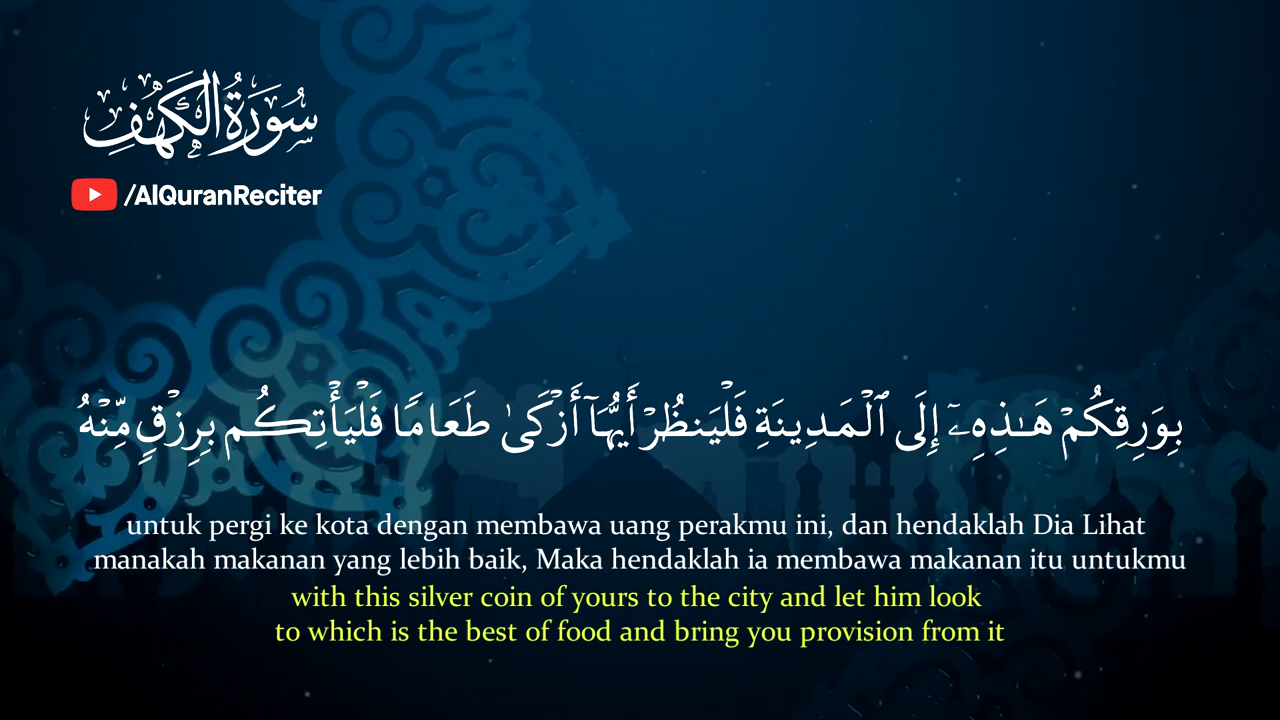 سُورَةُ الْكَهْفِ
/AlQuranReciter
بِوَرِقِكُمْ هَـٰذِهِۦٓ إِلَى ٱلْمَدِينَةِ فَلْيَنظُرْ أَيُّهَآ أَزْكَىٰ طَعَامًا فَلْيَأْتِكُم بِرِزْقٍ مِّنْهُ
untuk pergi ke kota dengan membawa uang perakmu ini, dan hendaklah Dia Lihat
manakah makanan yang lebih baik, Maka hendaklah ia membawa makanan itu untukmu
with this silver coin of yours to the city and let him look
to which is the best of food and bring you provision from it